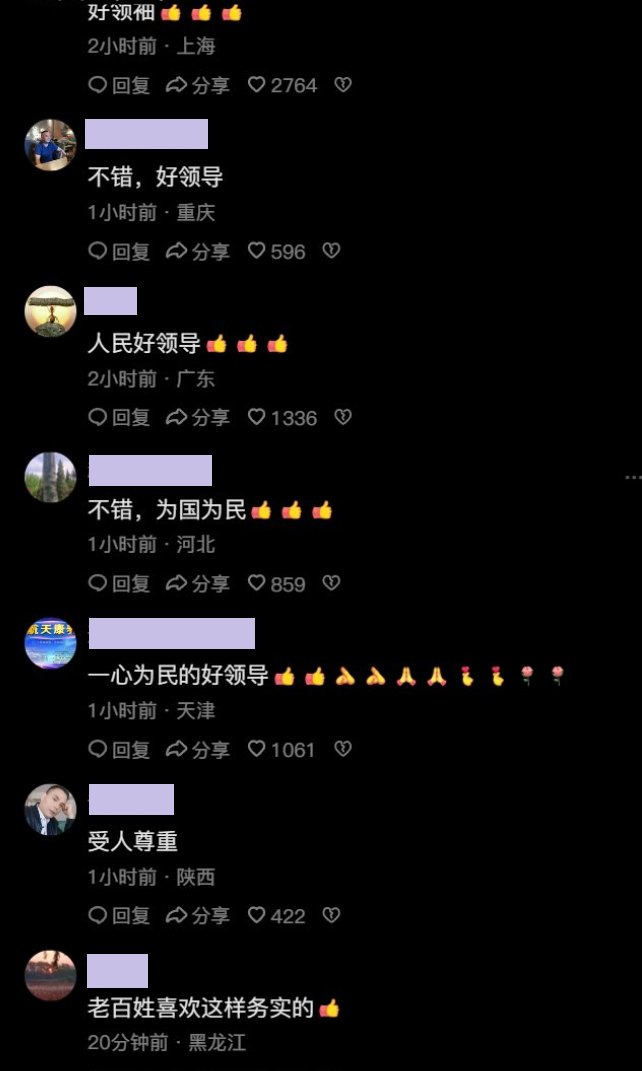 好领袖👍👍👍
2小时前 · 上海
回复 分享 2764
不错，好领导
1小时前 · 重庆
回复 分享 596
人民好领导👍👍👍
2小时前 · 广东
回复 分享 1336
不错，为国为民👍👍👍
1小时前 · 河北
...
回复 分享 859
航天康养
一心为民的好领导👍👍💪💪🙏🙏🫰🫰🌹🌹
1小时前 · 天津
回复 分享 1061
受人尊重
1小时前 · 陕西
回复 分享 422
老百姓喜欢这样务实的👍
20分钟前 · 黑龙江